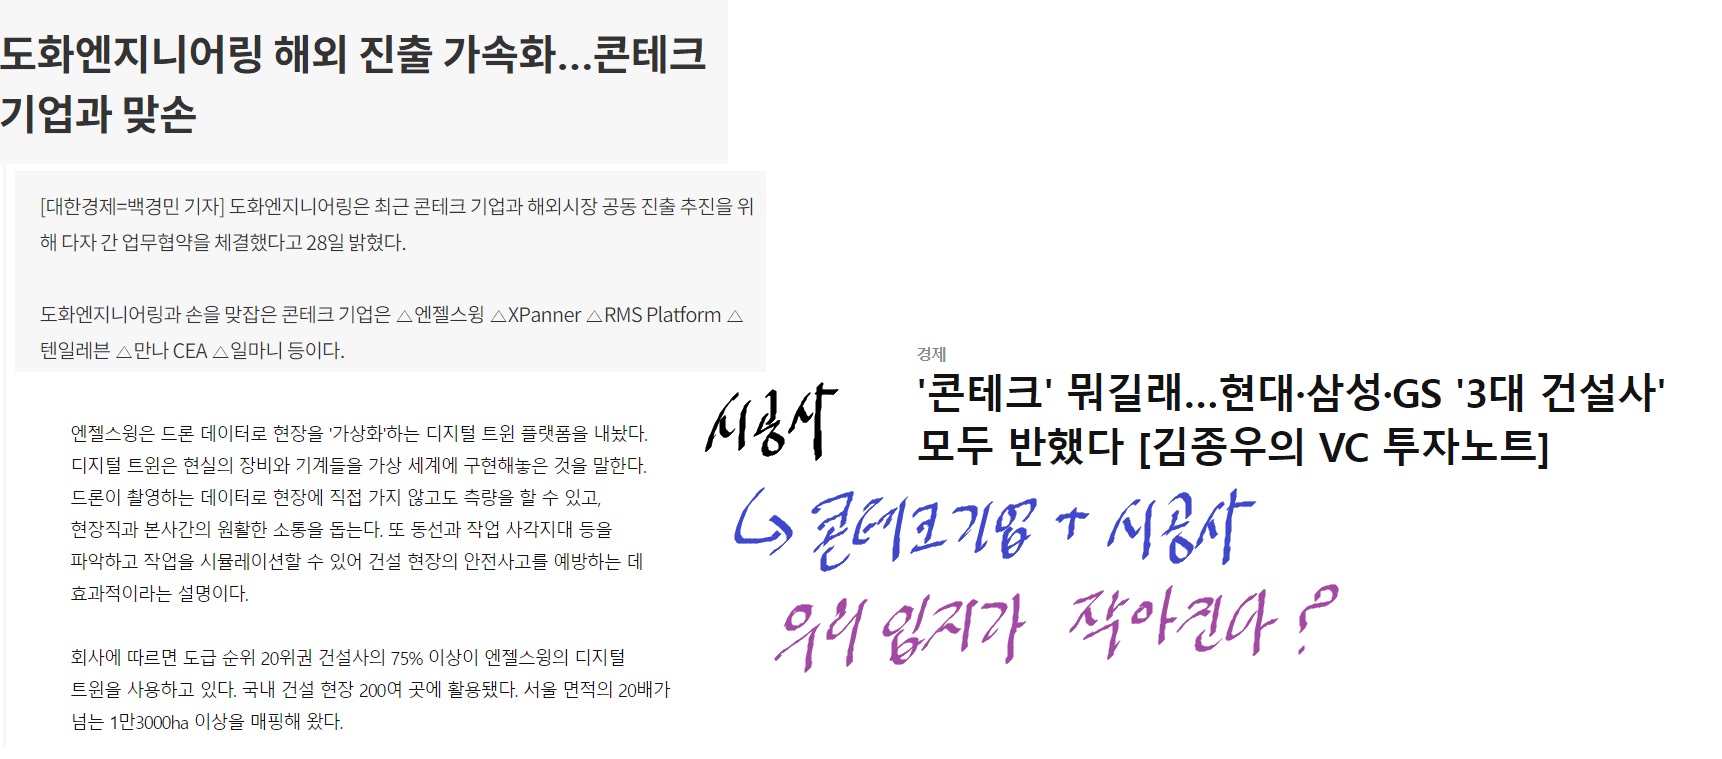 도화엔지니어링 해외 진출 가속화...콘테크
기업과 맞손
[대한경제=백경민 기자] 도화엔지니어링은 최근 콘테크 기업과 해외시장 공동 진출 추진을 위
해 다자 간 업무협약을 체결했다고 28일 밝혔다.
도화엔지니어링과 손을 맞잡은 콘테크 기업은 △엔젤스윙 △XPanner △RMS Platform △
텐일레븐 △만나 CEA △일마니 등이다.
엔젤스윙은 드론 데이터로 현장을 '가상화'하는 디지털 트윈 플랫폼을 내놨다.
디지털 트윈은 현실의 장비와 기계들을 가상 세계에 구현해놓은 것을 말한다.
드론이 촬영하는 데이터로 현장에 직접 가지 않고도 측량을 할 수 있고,
현장직과 본사간의 원활한 소통을 돕는다. 또 동선과 작업 사각지대 등을
파악하고 작업을 시뮬레이션할 수 있어 건설 현장의 안전사고를 예방하는 데
효과적이라는 설명이다.
회사에 따르면 도급 순위 20위권 건설사의 75% 이상이 엔젤스윙의 디지털
트윈을 사용하고 있다. 국내 건설 현장 200여 곳에 활용됐다. 서울 면적의 20배가
넘는 1만3000ha 이상을 매핑해 왔다.
시공사
경제
'콘테크' 뭐길래...현대·삼성·GS '3대 건설사'
모두 반했다 [김종우의 VC 투자노트]
↳ 콘테크기업 + 시공사
우리 입지가 작아진다?